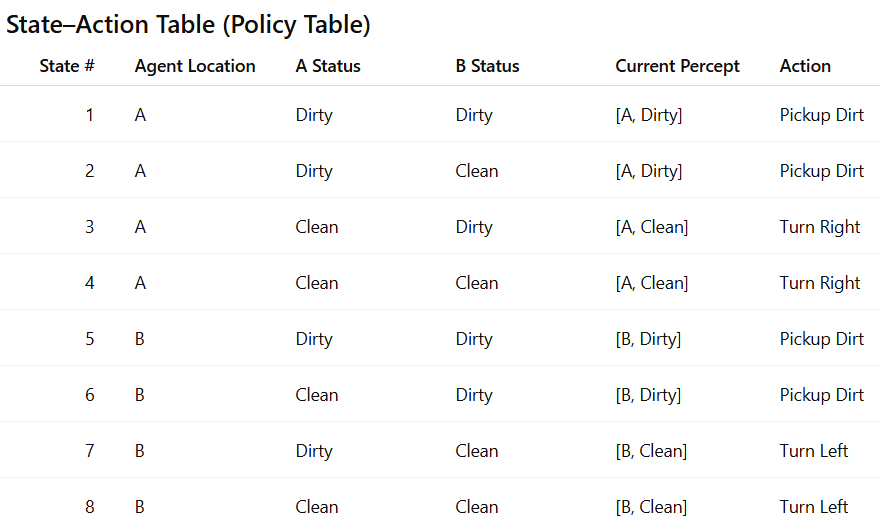 State–Action Table (Policy Table)
State # Agent Location A Status B Status Current Percept Action
1 A Dirty Dirty [A, Dirty] Pickup Dirt
2 A Dirty Clean [A, Dirty] Pickup Dirt
3 A Clean Dirty [A, Clean] Turn Right
4 A Clean Clean [A, Clean] Turn Right
5 B Dirty Dirty [B, Dirty] Pickup Dirt
6 B Clean Dirty [B, Dirty] Pickup Dirt
7 B Dirty Clean [B, Clean] Turn Left
8 B Clean Clean [B, Clean] Turn Left